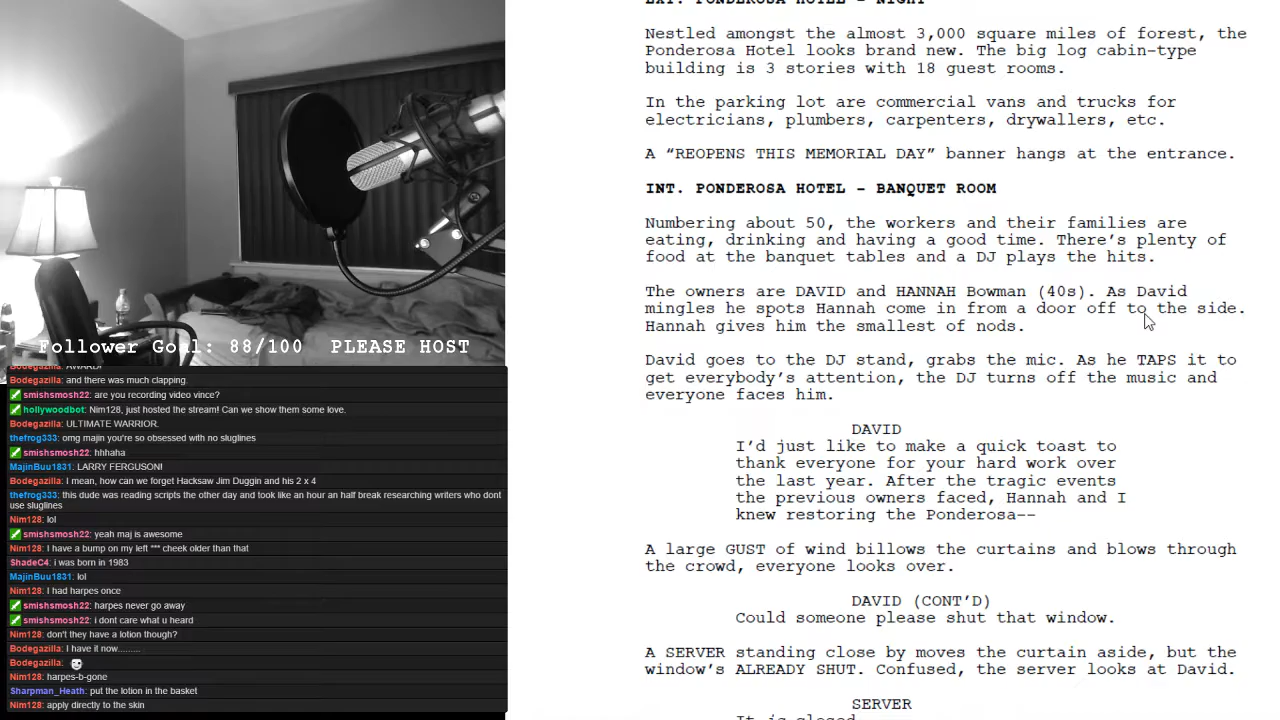 Follower Goal: 88/100 PLEASE HOST
Bodegazilla: AWARD!
Bodegazilla: and there was much clapping.
smishsmosh22: are you recording video vince?
hollywoodbot: Nim128, just hosted the stream! Can we show them some love.
Bodegazilla: ULTIMATE WARRIOR.
thefrog333: omg majin you're so obsessed with no sluglines
smishsmosh22: hhhaha
MajinBuu1831: LARRY FERGUSON!
Bodegazilla: I mean, how can we forget Hacksaw Jim Duggin and his 2 x 4
thefrog333: this dude was reading scripts the other day and took like an hour an half break researching writers who dont
use sluglines
Nim128: lol
smishsmosh22: yeah maj is awesome
Nim128: I have a bump on my left *** cheek older than that
$hadeC4: i was born in 1983
MajinBuu1831: lol
Nim128: I had harpes once
smishsmosh22: harpes never go away
smishsmosh22: i dont care what u heard
Nim128: don't they have a lotion though?
Bodegazilla: I have it now.........
Bodegazilla:
Nim128: harpes-b-gone
$harpman_Heath: put the lotion in the basket
Nim128: apply directly to the skin
EXT. PONDEROSA HOTEL – NIGHT
Nestled amongst the almost 3,000 square miles of forest, the
Ponderosa Hotel looks brand new. The big log cabin-type
building is 3 stories with 18 guest rooms.
In the parking lot are commercial vans and trucks for
electricians, plumbers, carpenters, drywallers, etc.
A “REOPENS THIS MEMORIAL DAY” banner hangs at the entrance.
INT. PONDEROSA HOTEL – BANQUET ROOM
Numbering about 50, the workers and their families are
eating, drinking and having a good time. There’s plenty of
food at the banquet tables and a DJ plays the hits.
The owners are DAVID and HANNAH Bowman (40s). As David
mingles he spots Hannah come in from a door off to the side.
Hannah gives him the smallest of nods.
David goes to the DJ stand, grabs the mic. As he TAPS it to
get everybody’s attention, the DJ turns off the music and
everyone faces him.
DAVID
I’d just like to make a quick toast to
thank everyone for your hard work over
the last year. After the tragic events
the previous owners faced, Hannah and I
knew restoring the Ponderosa--
A large GUST of wind billows the curtains and blows through
the crowd, everyone looks over.
DAVID (CONT’D)
Could someone please shut that window.
A SERVER standing close by moves the curtain aside, but the
window’s ALREADY SHUT. Confused, the server looks at David.
SERVER
It is closed